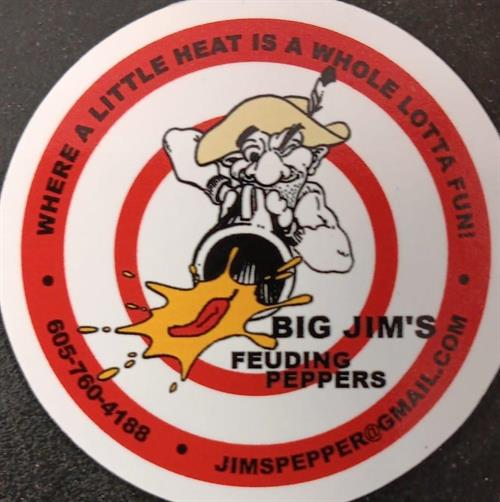 WHERE A LITTLE HEAT IS A WHOLE LOTTA FUN!
BIG JIM'S
FEUDING
PEPPERS
605-760-4188 • JIMSPEPPER@GMAIL.COM